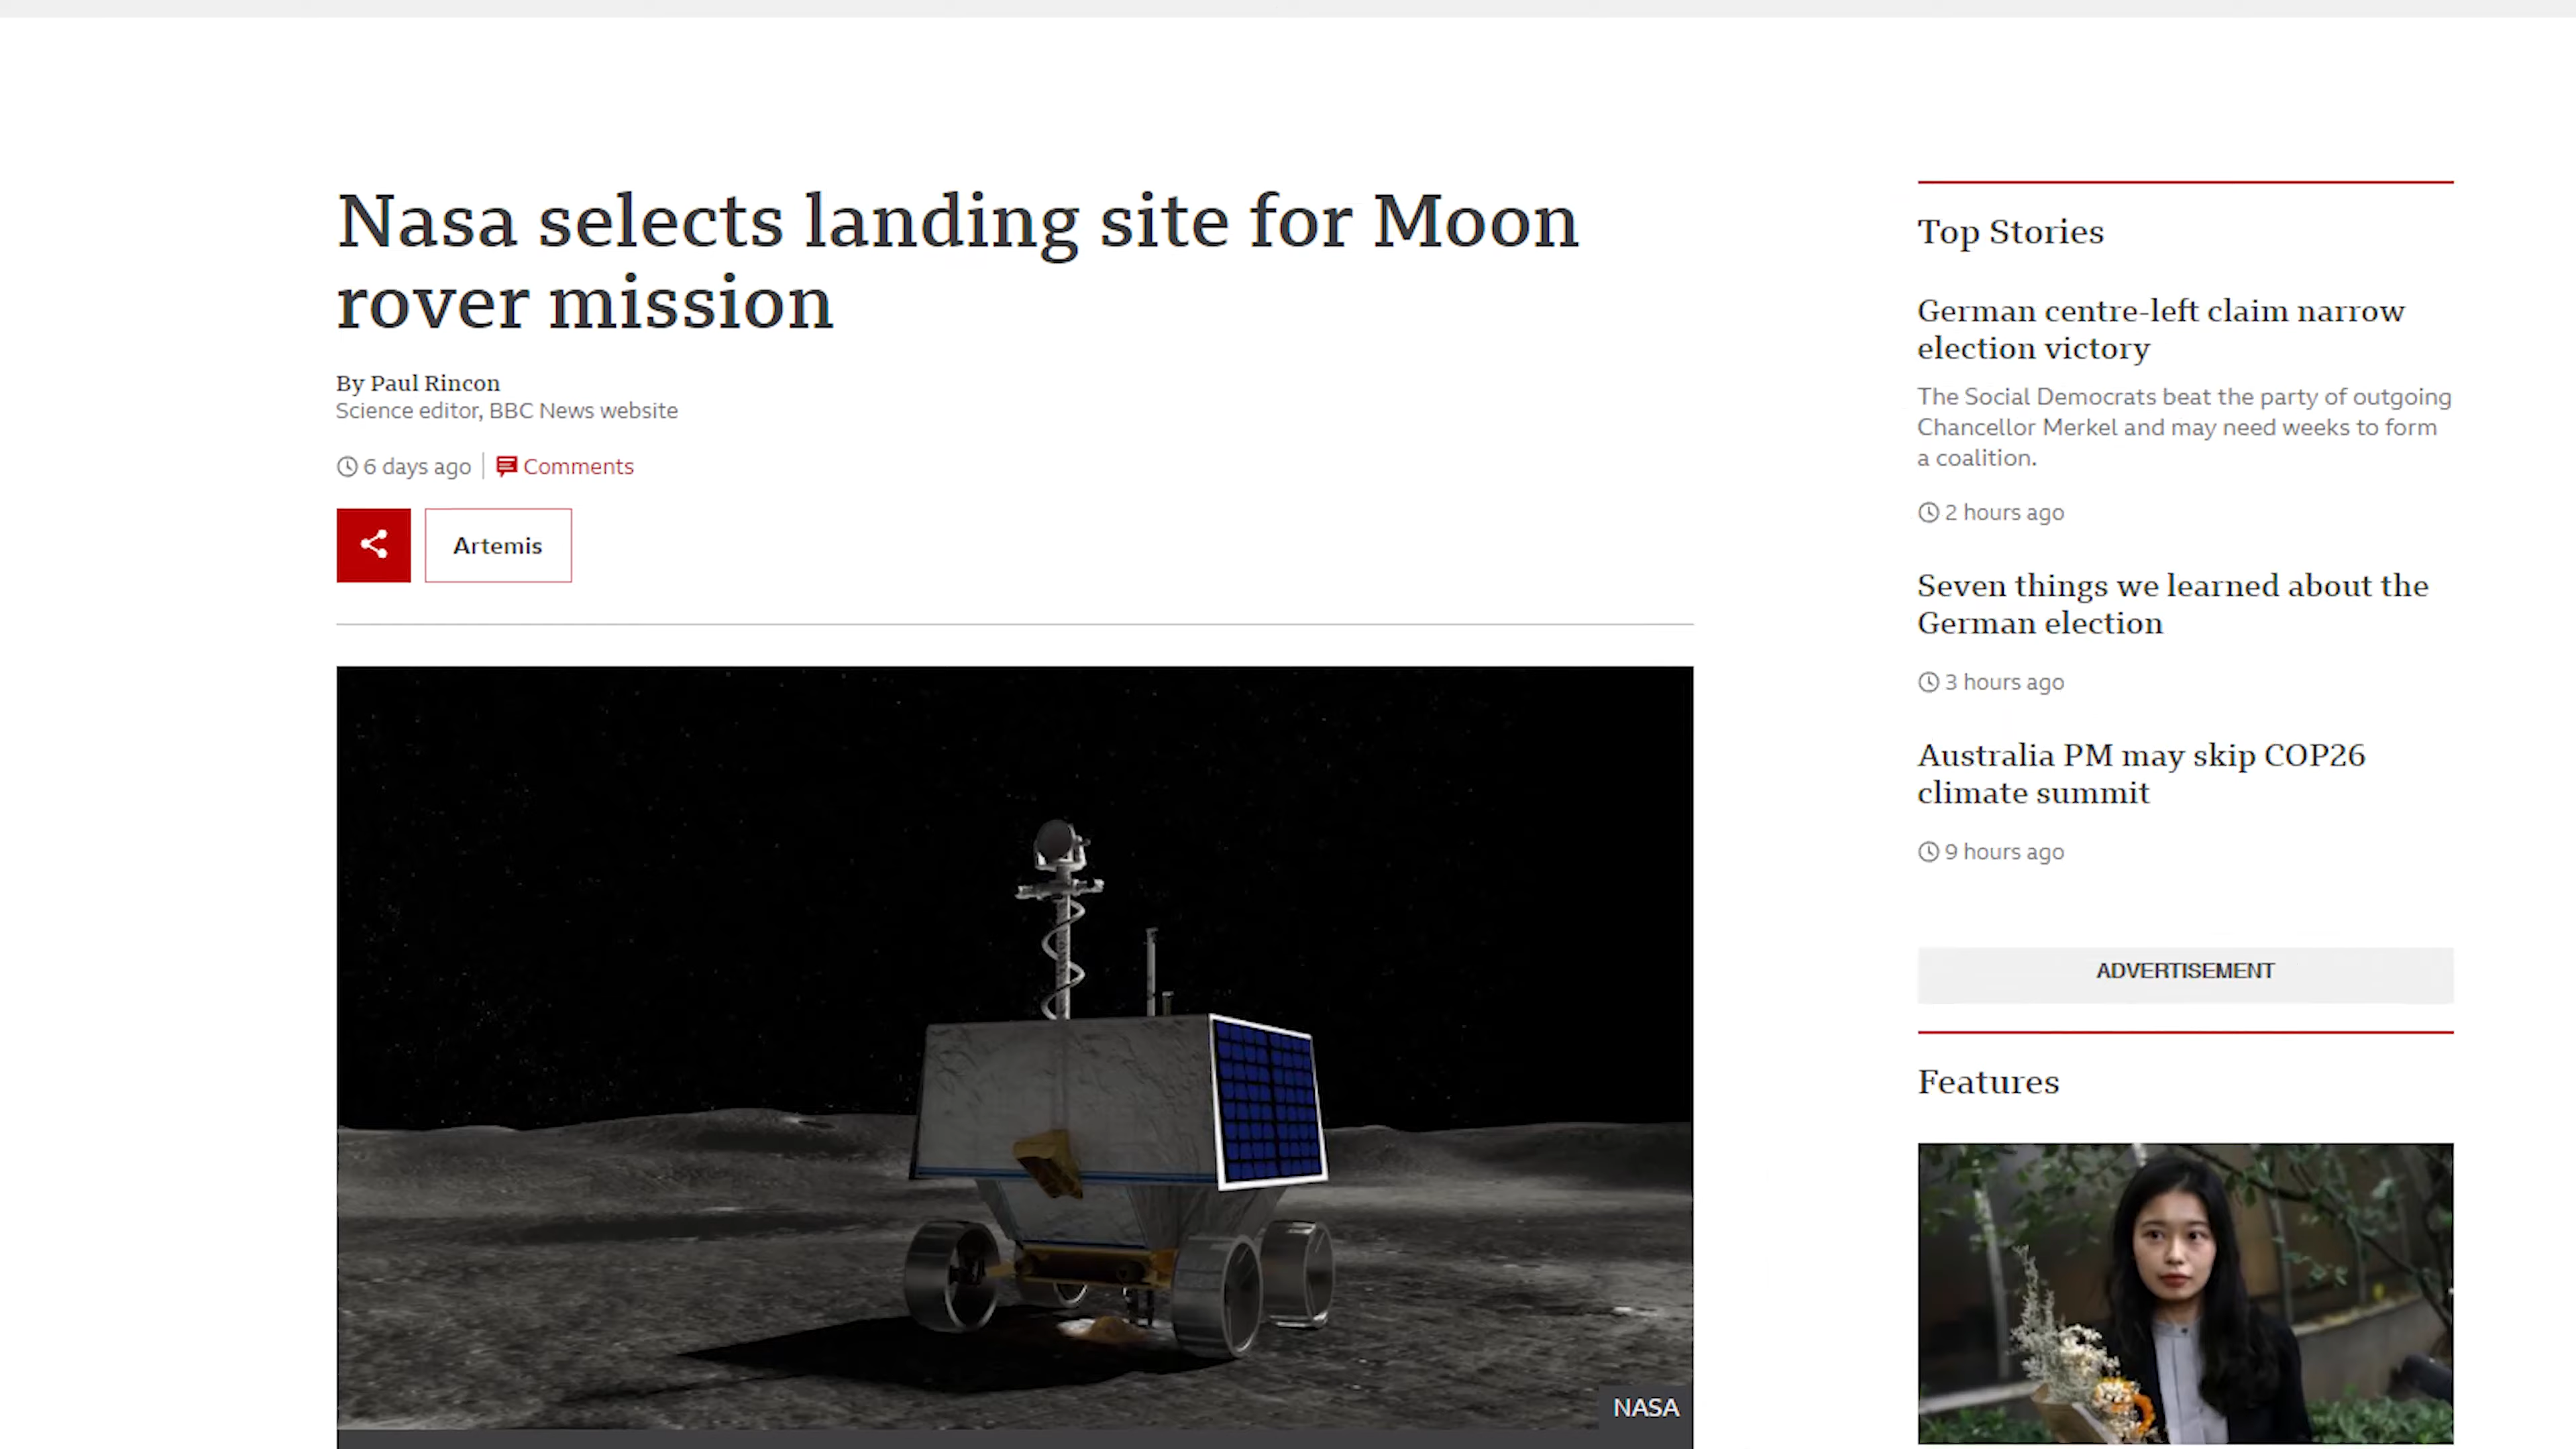 Nasa selects landing site for Moon
rover mission
By Paul Rincon
Science editor, BBC News website
6 days ago
Comments
Artemis
NASA
Top Stories
German centre-left claim narrow
election victory
The Social Democrats beat the party of outgoing
Chancellor Merkel and may need weeks to form
a coalition.
2 hours ago
Seven things we learned about the
German election
3 hours ago
Australia PM may skip COP26
climate summit
9 hours ago
ADVERTISEMENT
Features